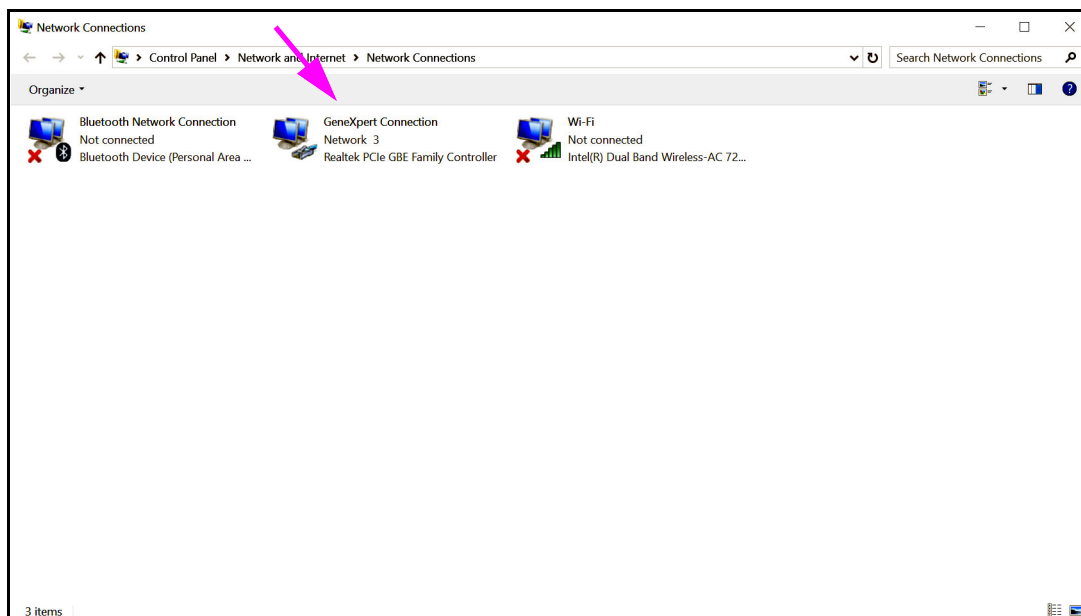 Network Connections
Control Panel > Network and Internet > Network Connections
Search Network Connections
Organize
Bluetooth Network Connection
Not connected
Bluetooth Device (Personal Area ...
GeneXpert Connection
Network 3
Realtek PCIe GBE Family Controller
Wi-Fi
Not connected
Intel(R) Dual Band Wireless-AC 72...
3 items